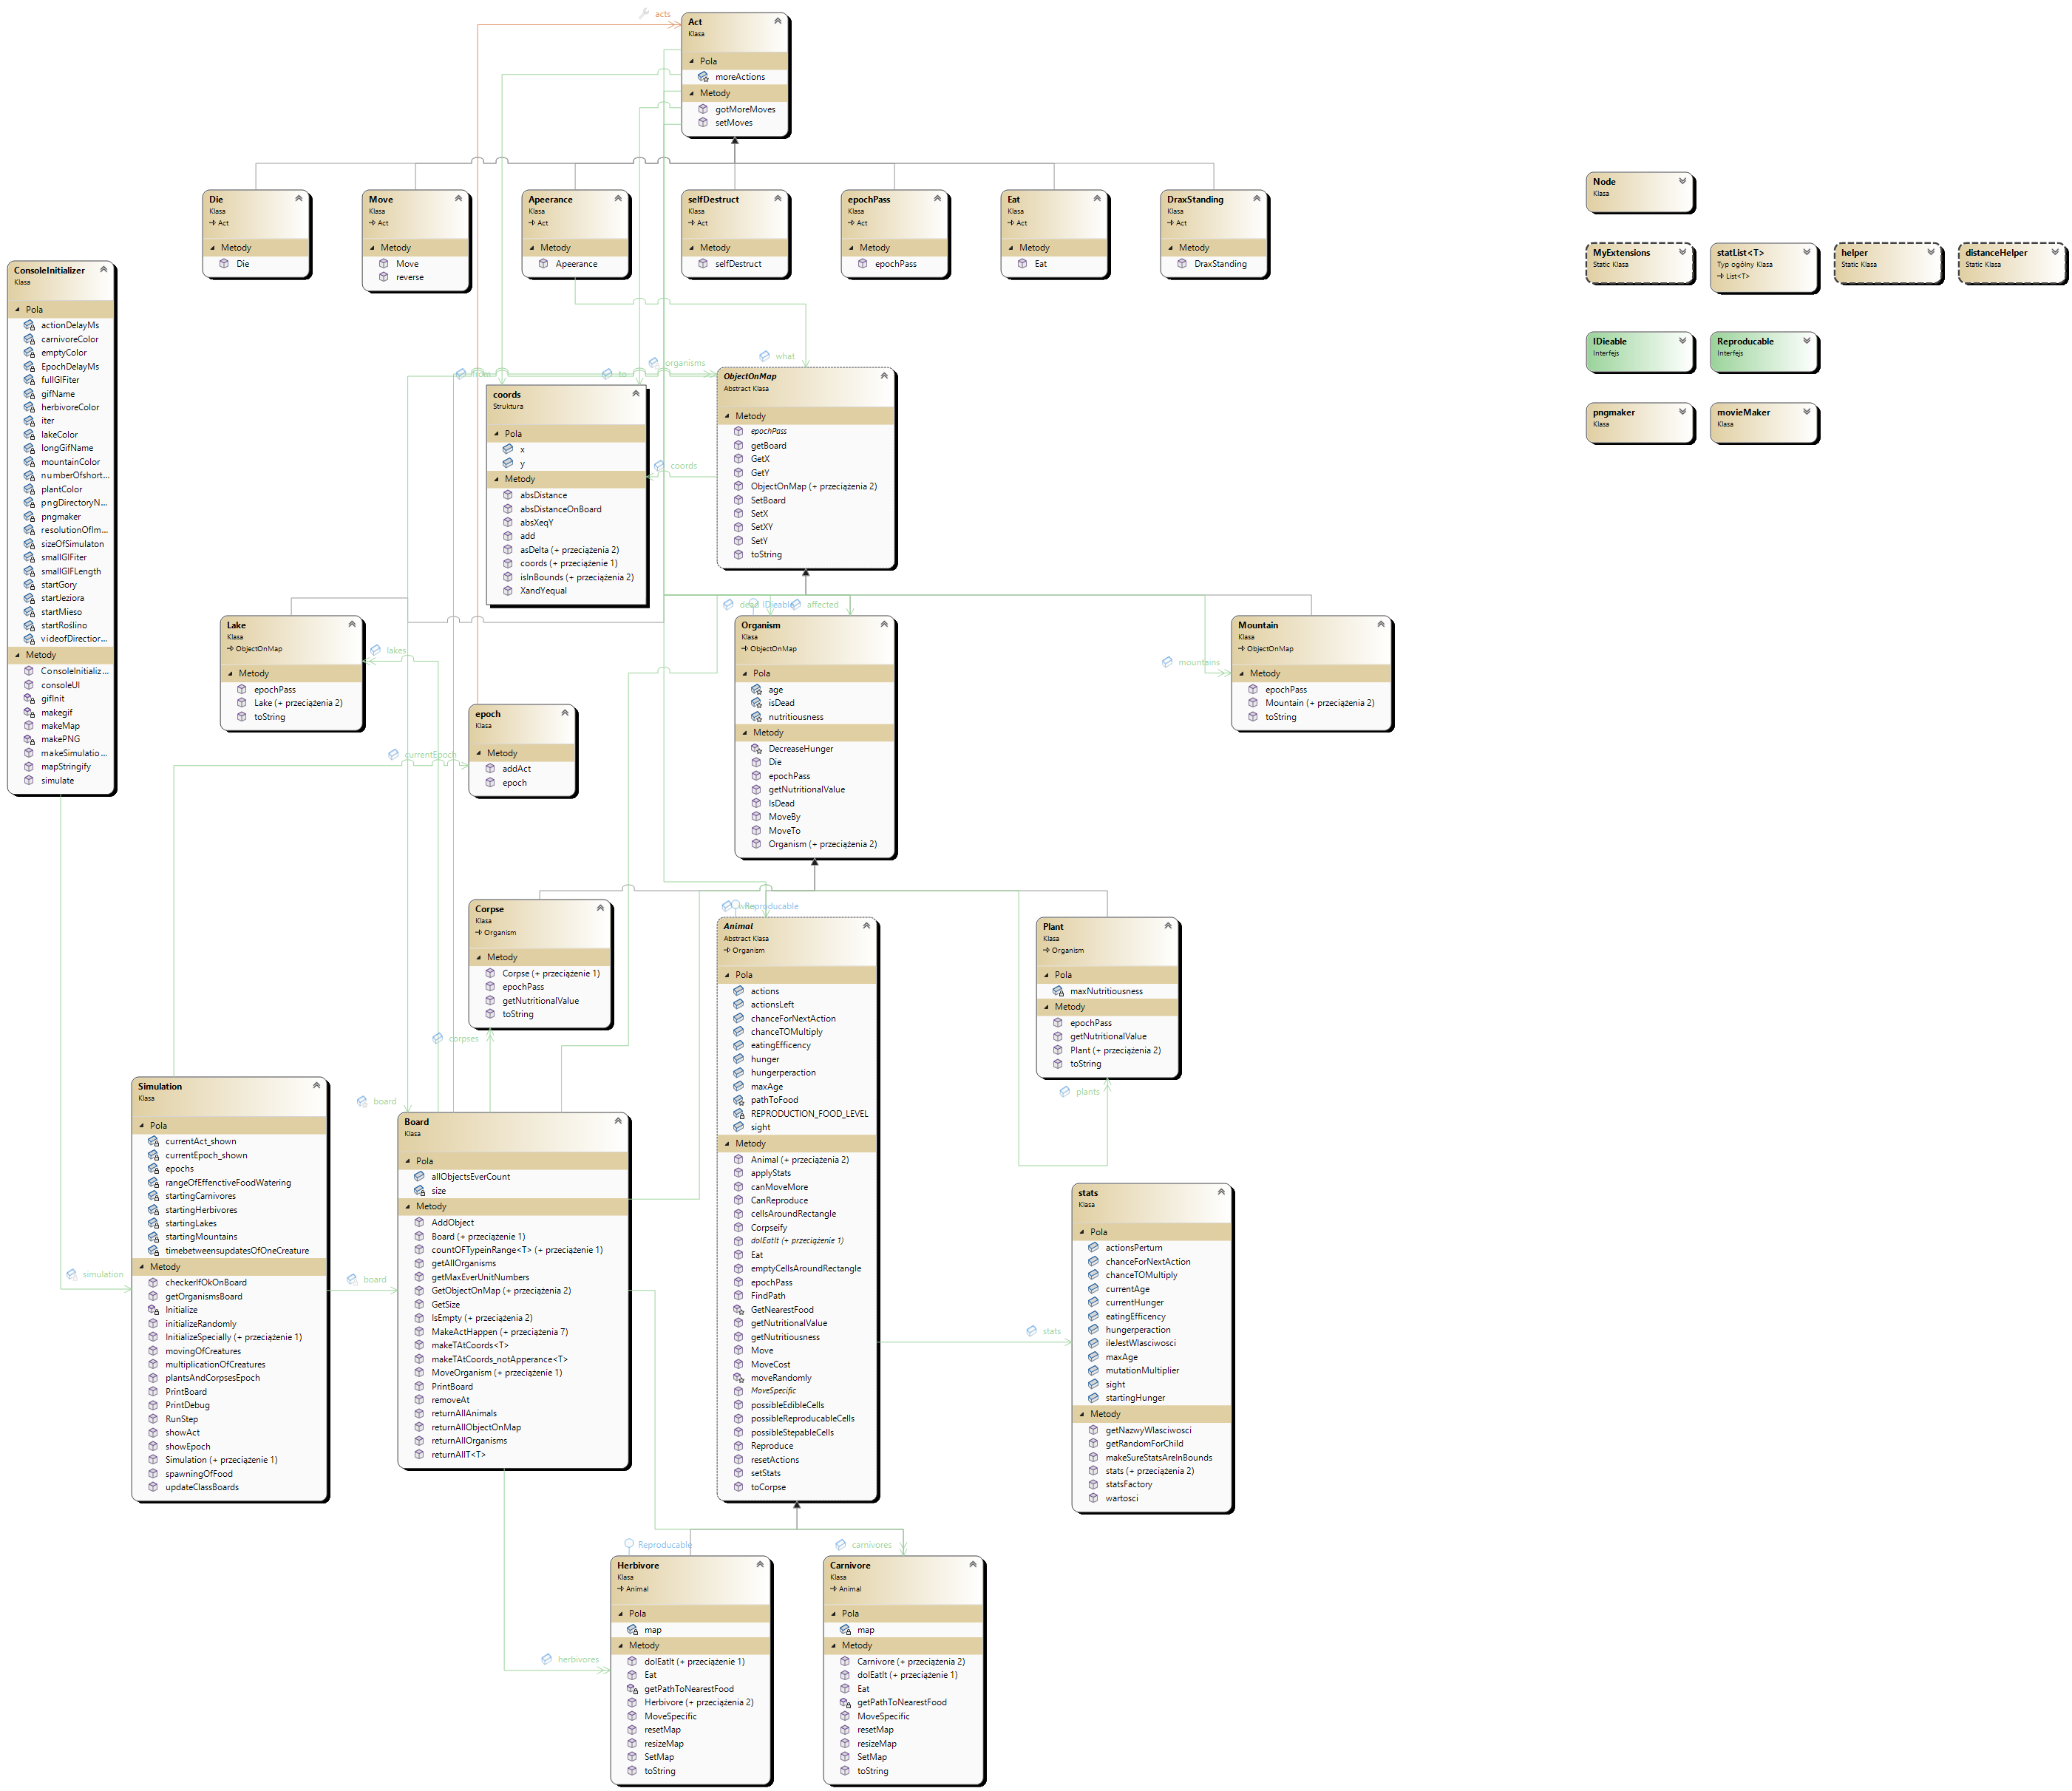 acts
Act
Klasa
Pola
moreActions
Metody
gotMoreMoves
setMoves
Die
Klasa
Act
Metody
Die
Move
Klasa
Act
Metody
Move
reverse
Apeerance
Klasa
Act
Metody
Apeerance
selfDestruct
Klasa
Act
Metody
selfDestruct
epochPass
Klasa
Act
Metody
epochPass
Eat
Klasa
Act
Metody
Eat
DraxStanding
Klasa
Act
Metody
DraxStanding
Node
Klasa
MyExtensions
Static Klasa
statList<T>
Typ ogólny Klasa
List<T>
helper
Static Klasa
distanceHelper
Static Klasa
IDieable
Interfejs
Reproducable
Interfejs
pngmaker
Klasa
movieMaker
Klasa
ConsoleInitializer
Klasa
Pola
actionDelayMs
carnivoreColor
emptyColor
EpochDelayMs
fullGIFiter
gifName
herbivoreColor
iter
lakeColor
longGifName
mountainColor
numberOfshort...
plantColor
pngDirectoryN...
pngmaker
resolutionOfIm...
sizeOfSimulaton
smallGIFiter
smallGIFLength
startGory
startJeziora
startMieso
startRoślino
videofDirectior...
Metody
ConsoleInitializ...
consoleUI
gifInit
makegif
makeMap
makePNG
makeSimulatio...
mapStringify
simulate
organisms
what
from
to
coords
Struktura
Pola
x
y
Metody
absDistance
absDistanceOnBoard
absXeqY
add
asDelta (+ przeciążenia 2)
coords (+ przeciążenie 1)
isInBounds (+ przeciążenia 2)
XandYequal
coords
ObjectOnMap
Abstract Klasa
Metody
epochPass
getBoard
GetX
GetY
ObjectOnMap (+ przeciążenia 2)
SetBoard
SetX
SetXY
SetY
toString
dead
IDieable
affected
Lake
Klasa
ObjectOnMap
Metody
epochPass
Lake (+ przeciążenia 2)
toString
lakes
Organism
Klasa
ObjectOnMap
Pola
age
isDead
nutritiousness
Metody
DecreaseHunger
Die
epochPass
getNutritionalValue
IsDead
MoveBy
MoveTo
Organism (+ przeciążenia 2)
mountains
Mountain
Klasa
ObjectOnMap
Metody
epochPass
Mountain (+ przeciążenia 2)
toString
currentEpoch
epoch
Klasa
Metody
addAct
epoch
Corpse
Klasa
Organism
Metody
Corpse (+ przeciążenie 1)
epochPass
getNutritionalValue
toString
corpses
Reproducable
Animal
Abstract Klasa
Organism
Pola
actions
actionsLeft
chanceForNextAction
chanceTOMultiply
eatingEfficency
hunger
hungerperaction
maxAge
pathToFood
REPRODUCTION_FOOD_LEVEL
sight
Metody
Animal (+ przeciążenia 2)
applyStats
canMoveMore
CanReproduce
cellsAroundRectangle
Corpseify
doIEatIt (+ przeciążenie 1)
Eat
emptyCellsAroundRectangle
epochPass
FindPath
GetNearestFood
getNutritionalValue
getNutritiousness
Move
MoveCost
moveRandomly
MoveSpecific
possibleEdibleCells
possibleReproducableCells
possibleStepableCells
Reproduce
resetActions
setStats
toCorpse
Plant
Klasa
Organism
Pola
maxNutritiousness
Metody
epochPass
getNutritionalValue
Plant (+ przeciążenia 2)
toString
plants
Simulation
Klasa
Pola
currentAct_shown
currentEpoch_shown
epochs
rangeOfEffenctiveFoodWatering
startingCarnivores
startingHerbivores
startingLakes
startingMountains
timebetweensupdatesOfOneCreature
Metody
checkerIfOkOnBoard
getOrganismsBoard
Initialize
initializeRandomly
InitializeSpecially (+ przeciążenie 1)
movingOfCreatures
multiplicationOfCreatures
plantsAndCorpsesEpoch
PrintBoard
PrintDebug
RunStep
showAct
showEpoch
Simulation (+ przeciążenie 1)
spawningOfFood
updateClassBoards
simulation
board
board
Board
Klasa
Pola
allObjectsEverCount
size
Metody
AddObject
Board (+ przeciążenie 1)
countOFTypeinRange<T> (+ przeciążenie 1)
getAllOrganisms
getMaxEverUnitNumbers
GetObjectOnMap (+ przeciążenia 2)
GetSize
IsEmpty (+ przeciążenia 2)
MakeActHappen (+ przeciążenia 7)
makeTAtCoords<T>
makeTAtCoords_notApperance<T>
MoveOrganism (+ przeciążenie 1)
PrintBoard
removeAt
returnAllAnimals
returnAllObjectOnMap
returnAllOrganisms
returnAllT<T>
stats
stats
Klasa
Pola
actionsPerturn
chanceForNextAction
chanceTOMultiply
currentAge
currentHunger
eatingEfficency
hungerperaction
ileJestWlasciwosci
maxAge
mutationMultiplier
sight
startingHunger
Metody
getNazwyWlasciwosci
getRandomForChild
makeSureStatsAreInBounds
stats (+ przeciążenia 2)
statsFactory
wartosci
Reproducable
carnivores
herbivores
Herbivore
Klasa
Animal
Pola
map
Metody
doIEatIt (+ przeciążenie 1)
Eat
getPathToNearestFood
Herbivore (+ przeciążenia 2)
MoveSpecific
resetMap
resizeMap
SetMap
toString
Carnivore
Klasa
Animal
Pola
map
Metody
Carnivore (+ przeciążenia 2)
doIEatIt (+ przeciążenie 1)
Eat
getPathToNearestFood
MoveSpecific
resetMap
resizeMap
SetMap
toString